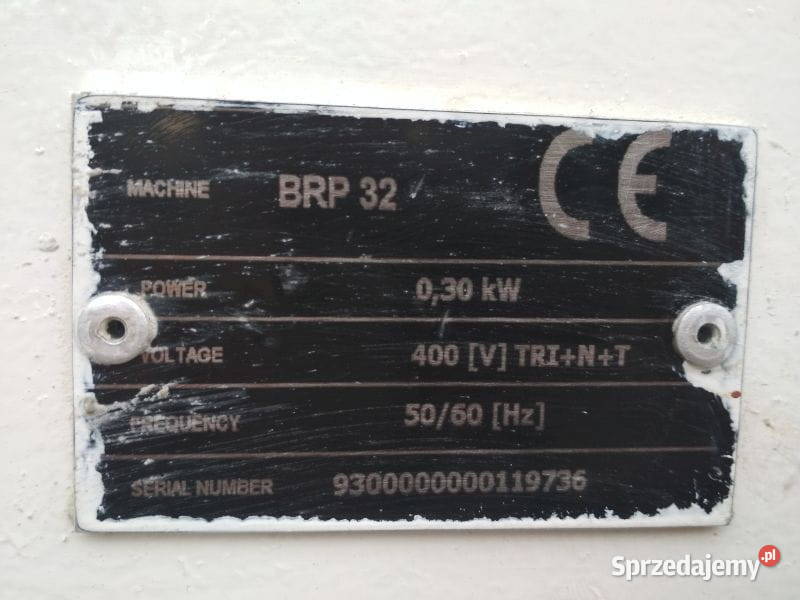 MACHINE BRP 32 CE
POWER 0,30 kW
VOLTAGE 400 [V] TRI+N+T
FREQUENCY 50/60 [Hz]
SERIAL NUMBER 9300000000119736
Sprzedajemy.pl